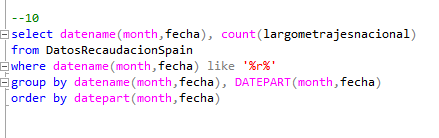 --10
select datename(month,fecha), count(largometrajesnacional)
from DatosRecaudacionSpain
where datename(month,fecha) like '%r%'
group by datename(month,fecha), DATEPART(month,fecha)
order by datepart(month,fecha)